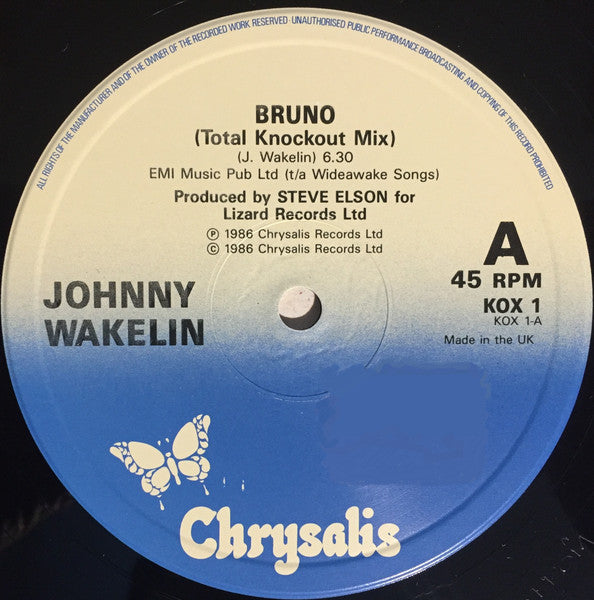 ALL RIGHTS OF THE MANUFACTURER AND OF THE OWNER OF THE RECORDED WORK RESERVED · UNAUTHORISED PUBLIC PERFORMANCE BROADCASTING AND COPYING OF THIS RECORD PROHIBITED
BRUNO
(Total Knockout Mix)
(J. Wakelin) 6.30
EMI Music Pub Ltd (t/a Wideawake Songs)
Produced by STEVE ELSON for
Lizard Records Ltd
Ⓟ 1986 Chrysalis Records Ltd
© 1986 Chrysalis Records Ltd
A
45 RPM
KOX 1
KOX 1-A
Made in the UK
JOHNNY
WAKELIN
Chrysalis